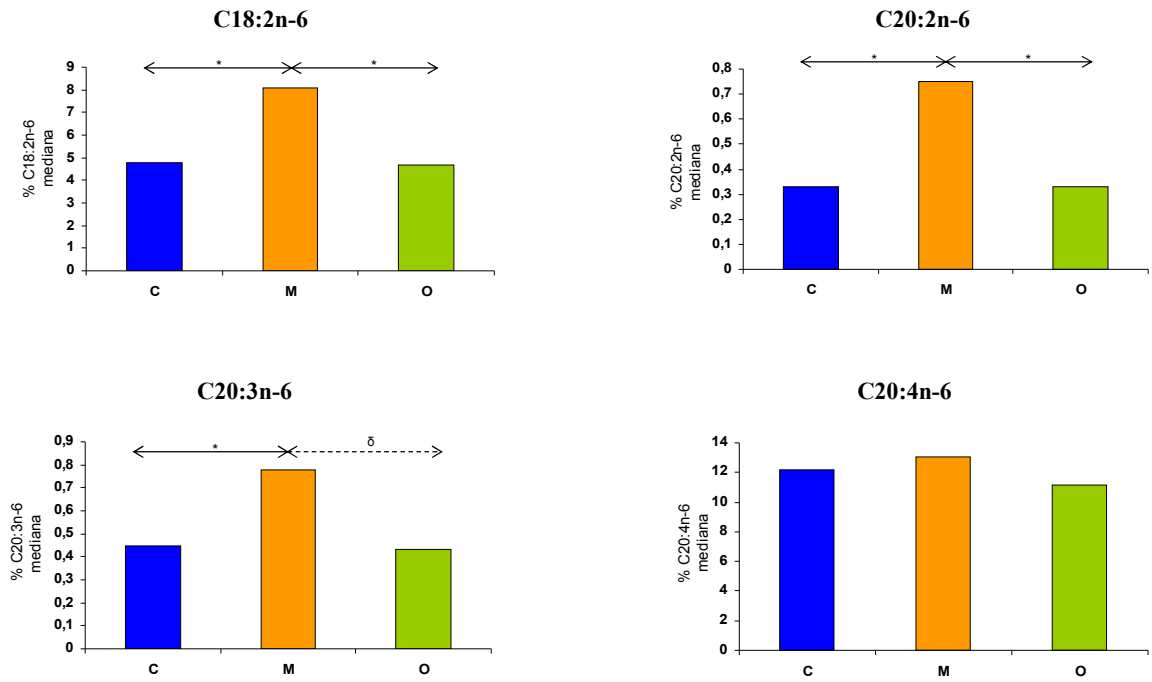 C18:2n-6
* *
9
8
7
6
5
4
3
2
1
0
% C18:2n-6
mediana
C M O
C20:2n-6
* *
0,8
0,7
0,6
0,5
0,4
0,3
0,2
0,1
0
% C20:2n-6
mediana
C M O
C20:3n-6
* δ
0,9
0,8
0,7
0,6
0,5
0,4
0,3
0,2
0,1
0
% C20:3n-6
mediana
C M O
C20:4n-6
14
12
10
8
6
4
2
0
% C20:4n-6
mediana
C M O